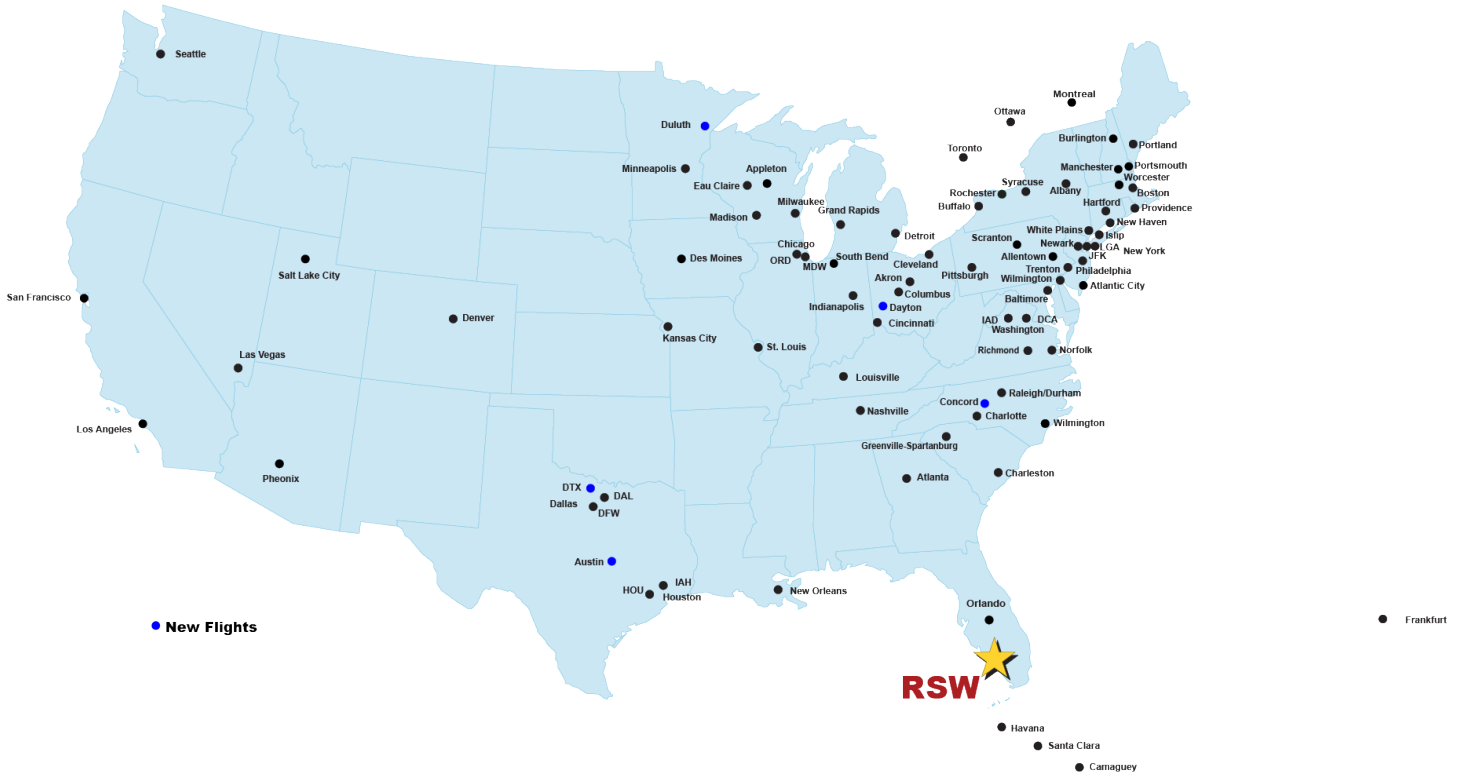 Seattle
Montreal
Ottawa
Duluth
Burlington
Portland
Toronto
Minneapolis
Appleton
Manchester
Portsmouth
Eau Claire
Worcester
Syracuse
Rochester
Albany
Boston
Milwaukee
Hartford
Buffalo
Grand Rapids
Providence
Madison
New Haven
White Plains
Detroit
Islip
Scranton
Chicago
Newark
LGA
New York
Des Moines
South Bend
Allentown
JFK
ORD
MDW
Cleveland
Trenton
Philadelphia
Salt Lake City
Pittsburgh
Akron
Wilmington
Atlantic City
San Francisco
Columbus
Baltimore
Indianapolis
Dayton
Denver
IAD
DCA
Cincinnati
Washington
Kansas City
St. Louis
Richmond
Norfolk
Las Vegas
Louisville
Raleigh/Durham
Concord
Nashville
Charlotte
Los Angeles
Wilmington
Greenville-Spartanburg
Pheonix
Atlanta
Charleston
DTX
DAL
Dallas
DFW
Austin
IAH
HOU
Houston
New Orleans
Orlando
Frankfurt
New Flights
RSW
Havana
Santa Clara
Camaguey